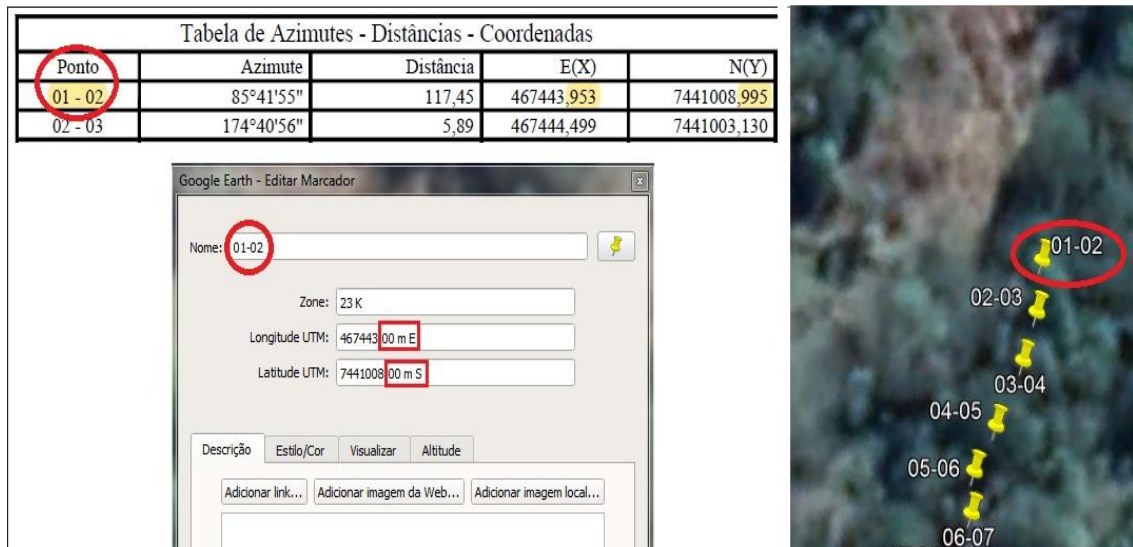 Tabela de Azimutes - Distâncias - Coordenadas
Ponto Azimute Distância E(X) N(Y)
01 - 02 85°41'55" 117,45 467443,953 7441008,995
02 - 03 174°40'56" 5,89 467444,499 7441003,130
Google Earth - Editar Marcador x
Nome: 01-02
Zone: 23 K
Longitude UTM: 467443 00 m E
Latitude UTM: 7441008 00 m S
Descrição Estilo/Cor Visualizar Altitude
Adicionar link... Adicionar imagem da Web... Adicionar imagem local...
01-02
02-03
03-04
04-05
05-06
06-07